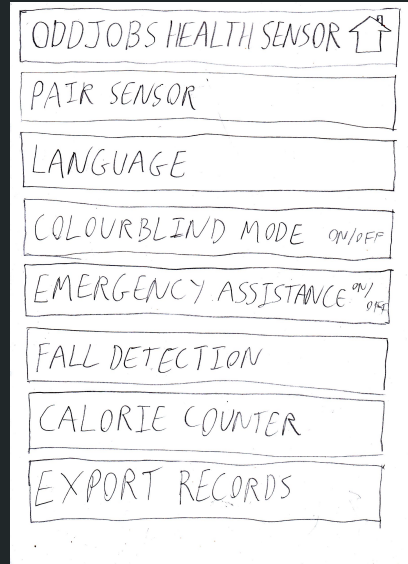 ODDJOBS HEALTH SENSOR
PAIR SENSOR
LANGUAGE
COLOURBLIND MODE ON/OFF
EMERGENCY ASSISTANCE ON/OFF
FALL DETECTION
CALORIE COUNTER
EXPORT RECORDS